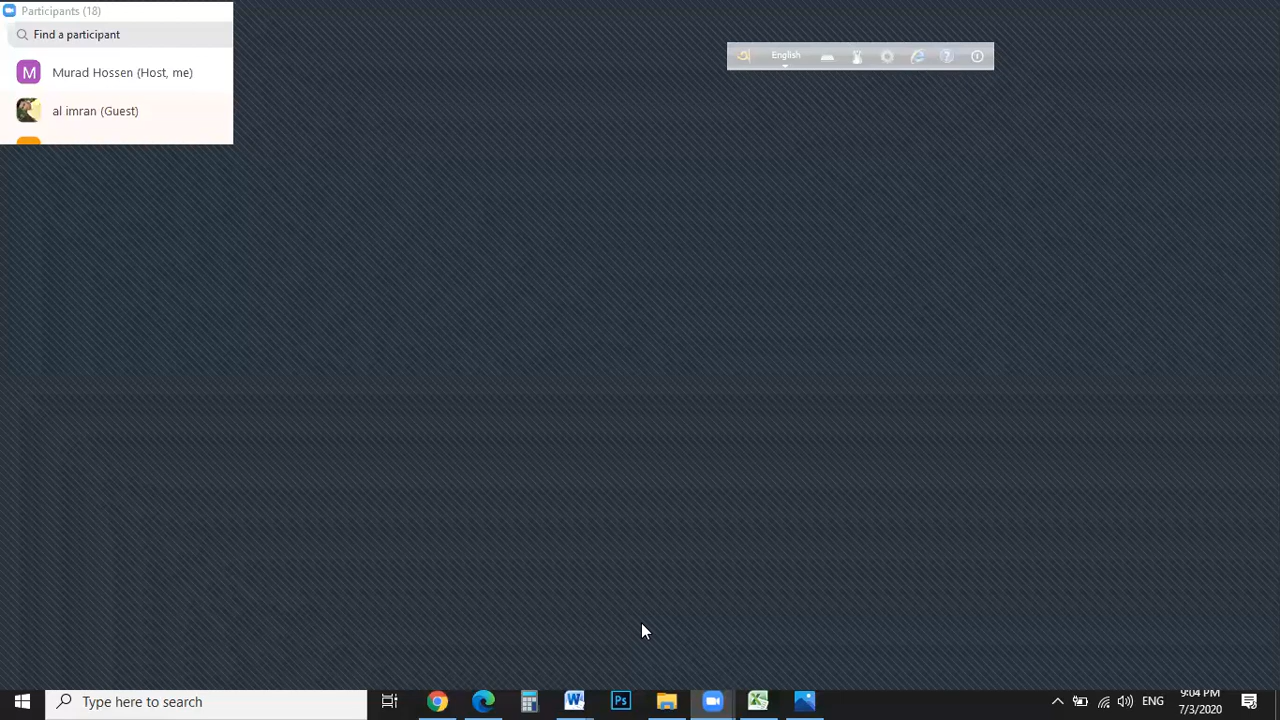 Participants (18)
Find a participant
M Murad Hossen (Host, me)
al imran (Guest)
English
Type here to search
Ps
ENG
9:04 PM
7/3/2020